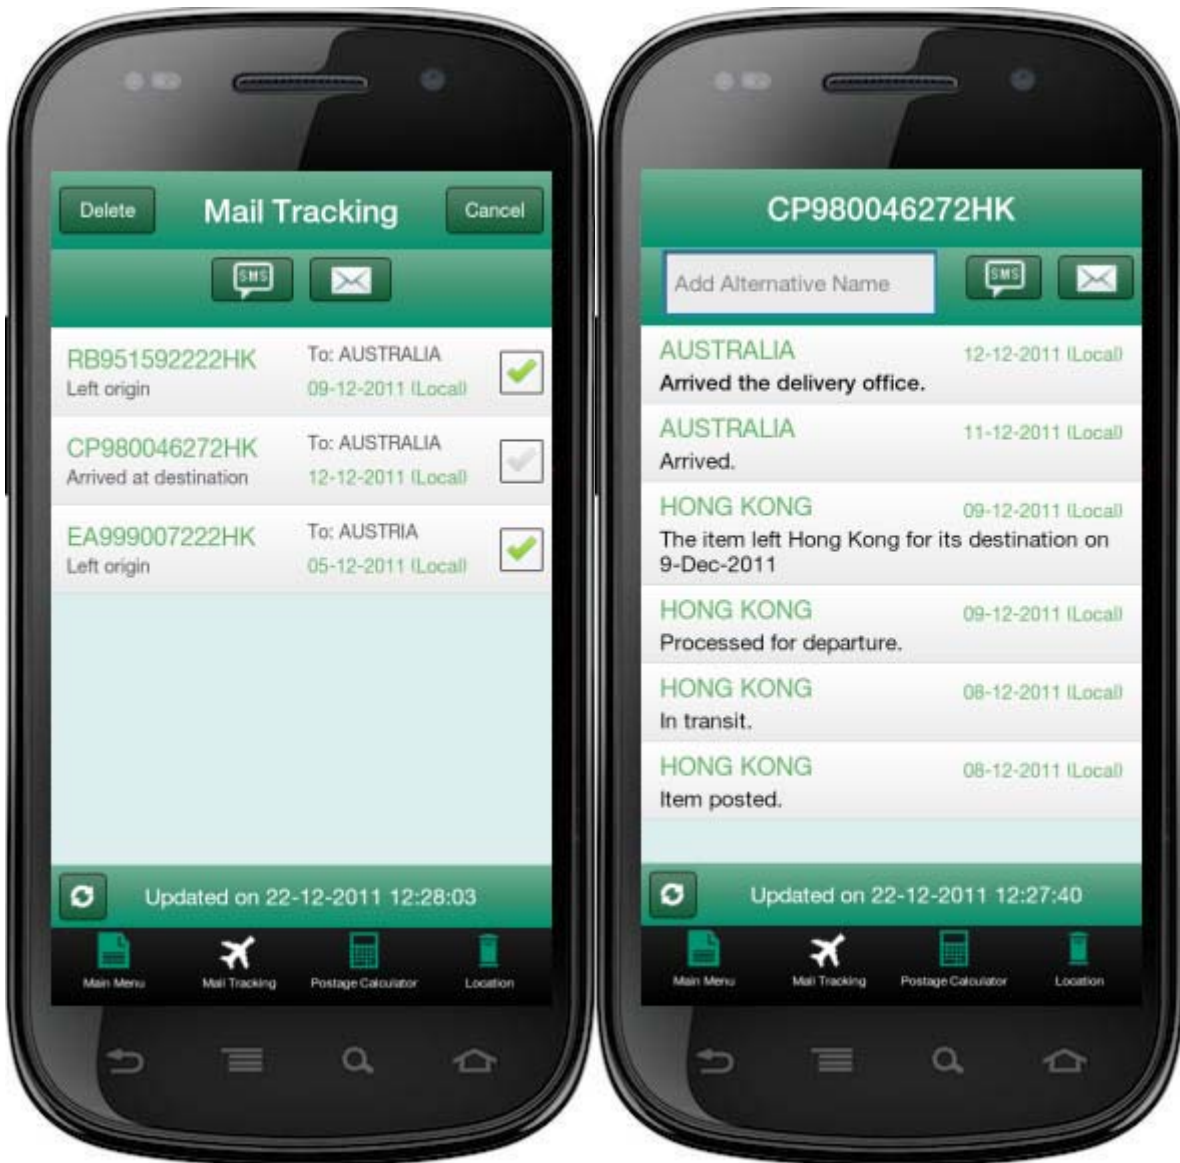 Delete
Mail Tracking
Cancel
SMS
RB951592222HK
To: AUSTRALIA
Left origin
09-12-2011 (Local)
CP980046272HK
To: AUSTRALIA
Arrived at destination
12-12-2011 (Local)
EA999007222HK
To: AUSTRIA
Left origin
05-12-2011 (Local)
Updated on 22-12-2011 12:28:03
Main Menu
Mail Tracking
Postage Calculator
Location
CP980046272HK
Add Alternative Name
SMS
AUSTRALIA
12-12-2011 (Local)
Arrived the delivery office.
AUSTRALIA
11-12-2011 (Local)
Arrived.
HONG KONG
09-12-2011 (Local)
The item left Hong Kong for its destination on
9-Dec-2011
HONG KONG
09-12-2011 (Local)
Processed for departure.
HONG KONG
08-12-2011 (Local)
In transit.
HONG KONG
08-12-2011 (Local)
Item posted.
Updated on 22-12-2011 12:27:40
Main Menu
Mail Tracking
Postage Calculator
Location